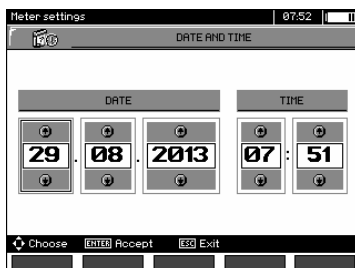 Meter settings 07:52
DATE AND TIME
DATE TIME
29 . 08 . 2013 07 : 51
Choose ENTER Accept ESC Exit